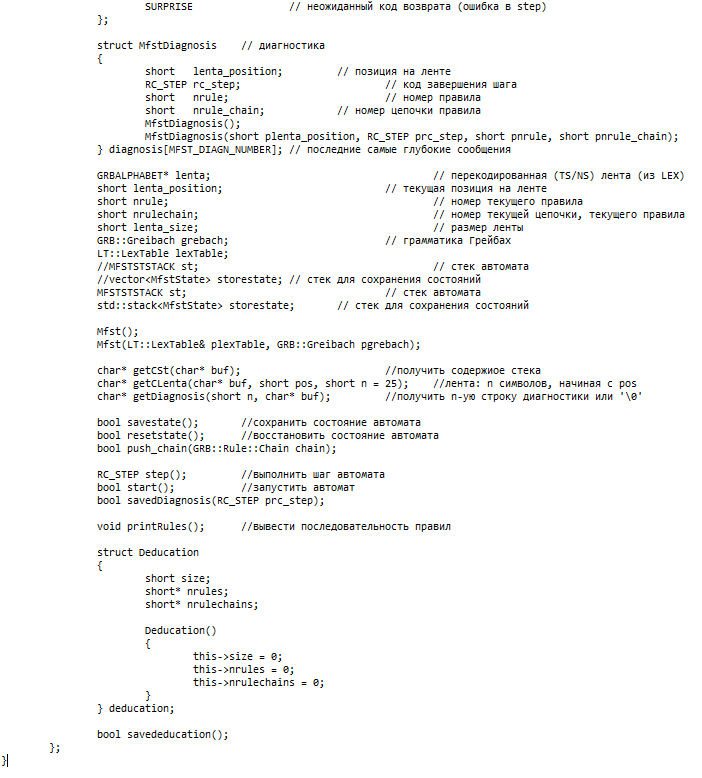 SURPRISE // неожиданный код возврата (ошибка в step)
};
struct MfstDiagnosis // диагностика
{
short lenta_position; // позиция на ленте
RC_STEP rc_step; // код завершения шага
short nrule; // номер правила
short nrule_chain; // номер цепочки правила
MfstDiagnosis();
MfstDiagnosis(short plenta_position, RC_STEP prc_step, short pnrule, short pnrule_chain);
} diagnosis[MFST_DIAGN_NUMBER]; // последние самые глубокие сообщения
GRBALPHABET* lenta; // перекодированная (TS/NS) лента (из LEX)
short lenta_position; // текущая позиция на ленте
short nrule; // номер текущего правила
short nrulechain; // номер текущей цепочки, текущего правила
short lenta_size; // размер ленты
GRB::Greibach grebach; // грамматика Грейбах
LT::LexTable lexTable;
//MFSTSTSTACK st; // стек автомата
//vector<MfstState> storestate; // стек для сохранения состояний
MFSTSTSTACK st; // стек автомата
std::stack<MfstState> storestate; // стек для сохранения состояний
Mfst();
Mfst(LT::LexTable& plexTable, GRB::Greibach pgrebach);
char* getCSt(char* buf); //получить содержиое стека
char* getCLenta(char* buf, short pos, short n = 25); //лента: n символов, начиная с pos
char* getDiagnosis(short n, char* buf); //получить n-ую строку диагностики или '\0'
bool savestate(); //сохранить состояние автомата
bool resetstate(); //восстановить состояние автомата
bool push_chain(GRB::Rule::Chain chain);
RC_STEP step(); //выполнить шаг автомата
bool start(); //запустить автомат
bool savedDiagnosis(RC_STEP prc_step);
void printRules(); //вывести последовательность правил
struct Deducation
{
short size;
short* nrules;
short* nrulechains;
Deducation()
{
this->size = 0;
this->nrules = 0;
this->nrulechains = 0;
}
} deducation;
bool savededucation();
};
}